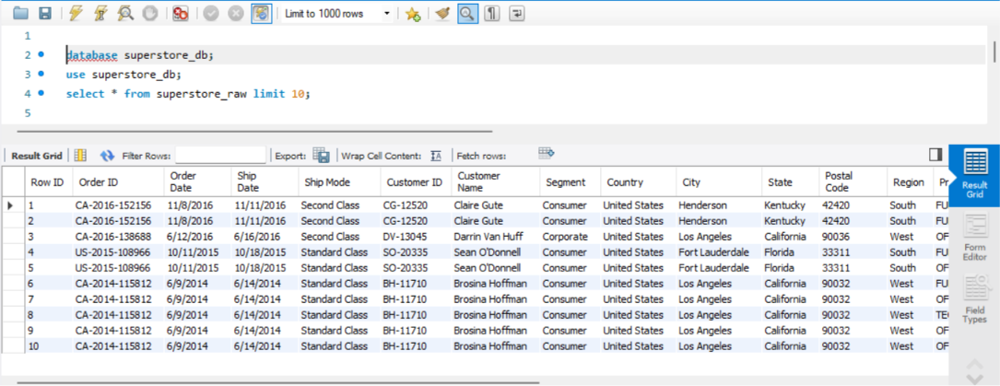 Limit to 1000 rows
1
2 database superstore_db;
3 use superstore_db;
4 select * from superstore_raw limit 10;
5
Result Grid Filter Rows: Export: Wrap Cell Content: Fetch rows:
Row ID Order ID Order Date Ship Date Ship Mode Customer ID Customer Name Segment Country City State Postal Code Region Pr
1 CA-2016-152156 11/8/2016 11/11/2016 Second Class CG-12520 Claire Gute Consumer United States Henderson Kentucky 42420 South FU
2 CA-2016-152156 11/8/2016 11/11/2016 Second Class CG-12520 Claire Gute Consumer United States Henderson Kentucky 42420 South FU
3 CA-2016-138688 6/12/2016 6/16/2016 Second Class DV-13045 Darrin Van Huff Corporate United States Los Angeles California 90036 West OF
4 US-2015-108966 10/11/2015 10/18/2015 Standard Class SO-20335 Sean O'Donnell Consumer United States Fort Lauderdale Florida 33311 South FU
5 US-2015-108966 10/11/2015 10/18/2015 Standard Class SO-20335 Sean O'Donnell Consumer United States Fort Lauderdale Florida 33311 South OF
6 CA-2014-115812 6/9/2014 6/14/2014 Standard Class BH-11710 Brosina Hoffman Consumer United States Los Angeles California 90032 West FU
7 CA-2014-115812 6/9/2014 6/14/2014 Standard Class BH-11710 Brosina Hoffman Consumer United States Los Angeles California 90032 West OF
8 CA-2014-115812 6/9/2014 6/14/2014 Standard Class BH-11710 Brosina Hoffman Consumer United States Los Angeles California 90032 West TE
9 CA-2014-115812 6/9/2014 6/14/2014 Standard Class BH-11710 Brosina Hoffman Consumer United States Los Angeles California 90032 West OF
10 CA-2014-115812 6/9/2014 6/14/2014 Standard Class BH-11710 Brosina Hoffman Consumer United States Los Angeles California 90032 West OF
Result
Grid
Form
Editor
Field
Types